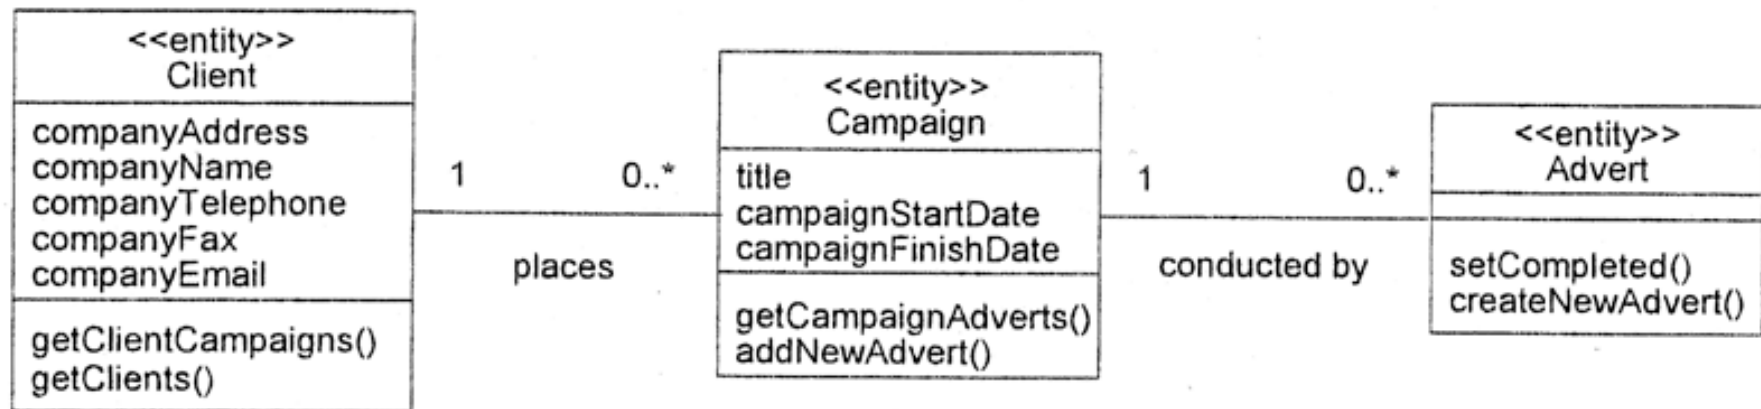 <<entity>>
Client
companyAddress
companyName
companyTelephone
companyFax
companyEmail
getClientCampaigns()
getClients()
1
0..*
places
<<entity>>
Campaign
title
campaignStartDate
campaignFinishDate
getCampaignAdverts()
addNewAdvert()
1
0..*
conducted by
<<entity>>
Advert
setCompleted()
createNewAdvert()